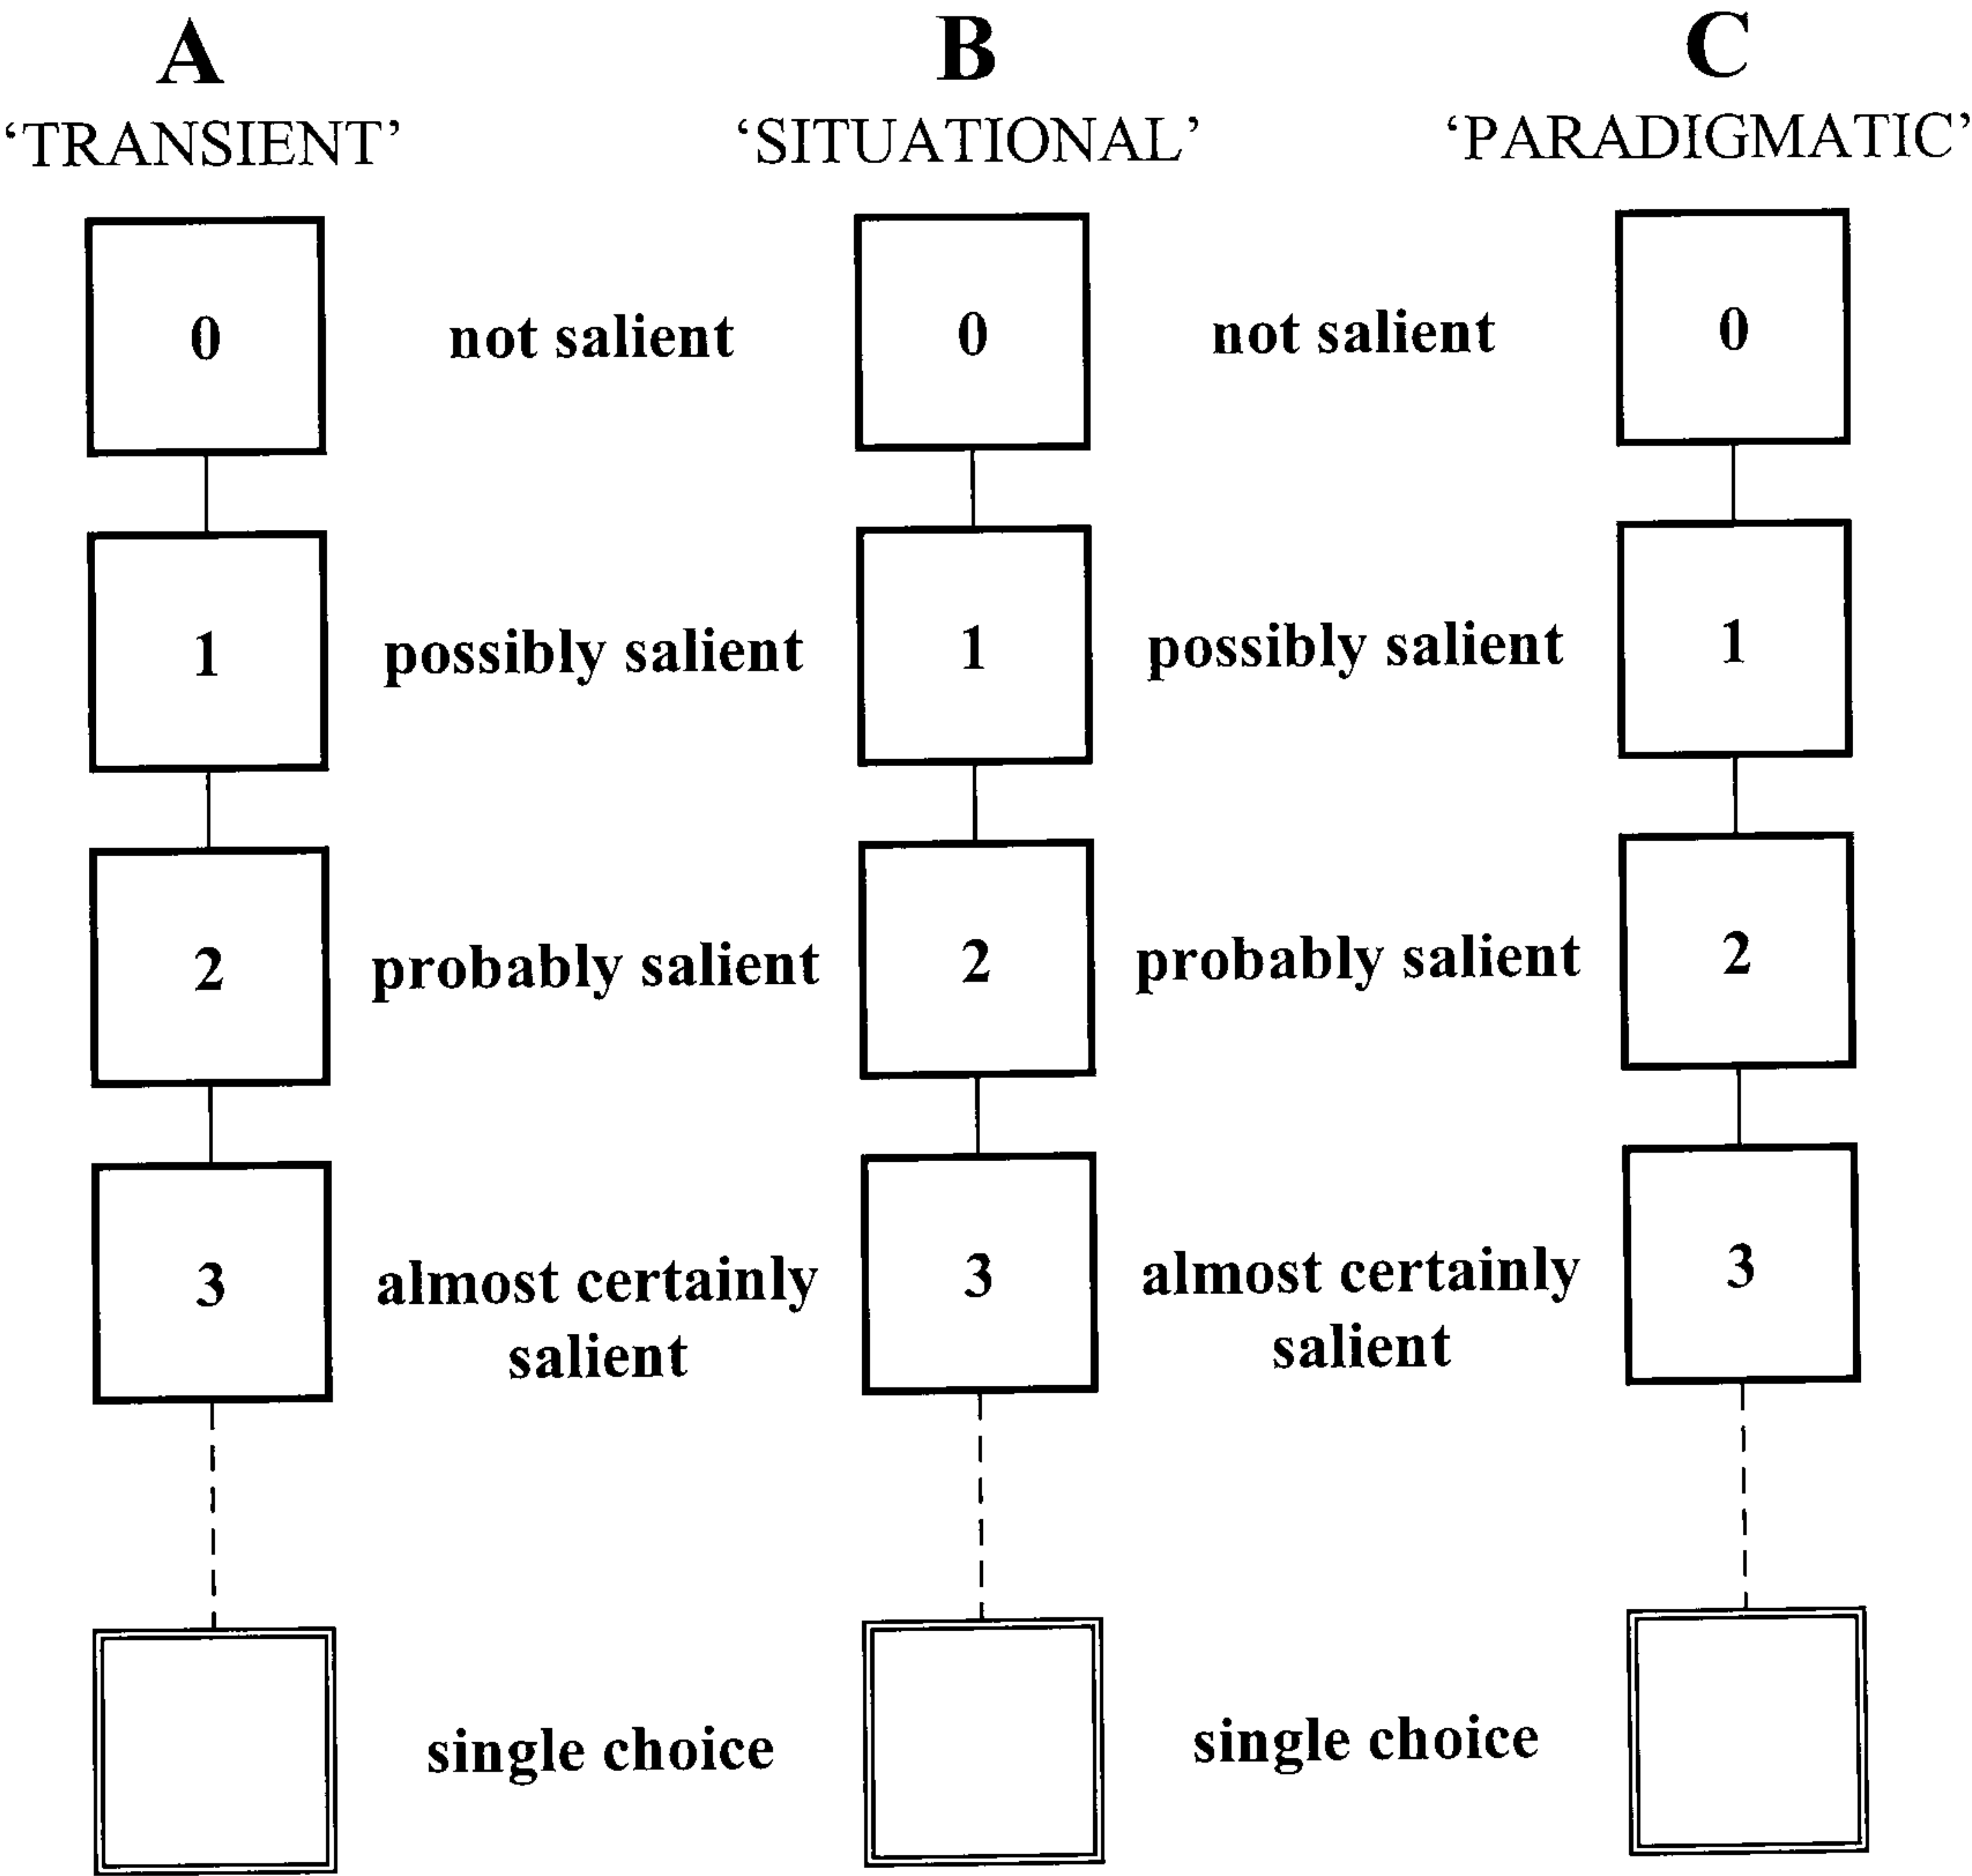 A B C
‘TRANSIENT’ ‘SITUATIONAL’ ‘PARADIGMATIC’
0 not salient 0 not salient 0
1 possibly salient 1 possibly salient 1
2 probably salient 2 probably salient 2
3 almost certainly 3 almost certainly 3
salient salient
single choice single choice